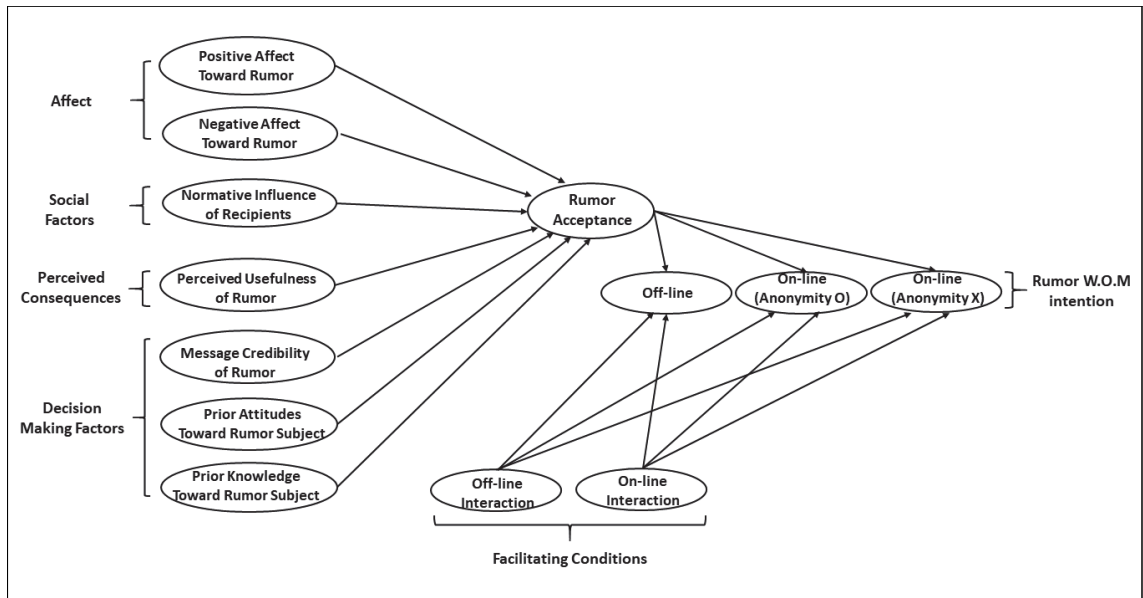 Positive Affect
Toward Rumor
Affect
Negative Affect
Toward Rumor
Social
Factors
Normative Influence
of Recipients
Rumor
Acceptance
Perceived
Consequences
Perceived Usefulness
of Rumor
Off-line
On-line
(Anonymity O)
On-line
(Anonymity X)
Rumor W.O.M
intention
Message Credibility
of Rumor
Decision
Making Factors
Prior Attitudes
Toward Rumor Subject
Prior Knowledge
Toward Rumor Subject
Off-line
Interaction
On-line
Interaction
Facilitating Conditions